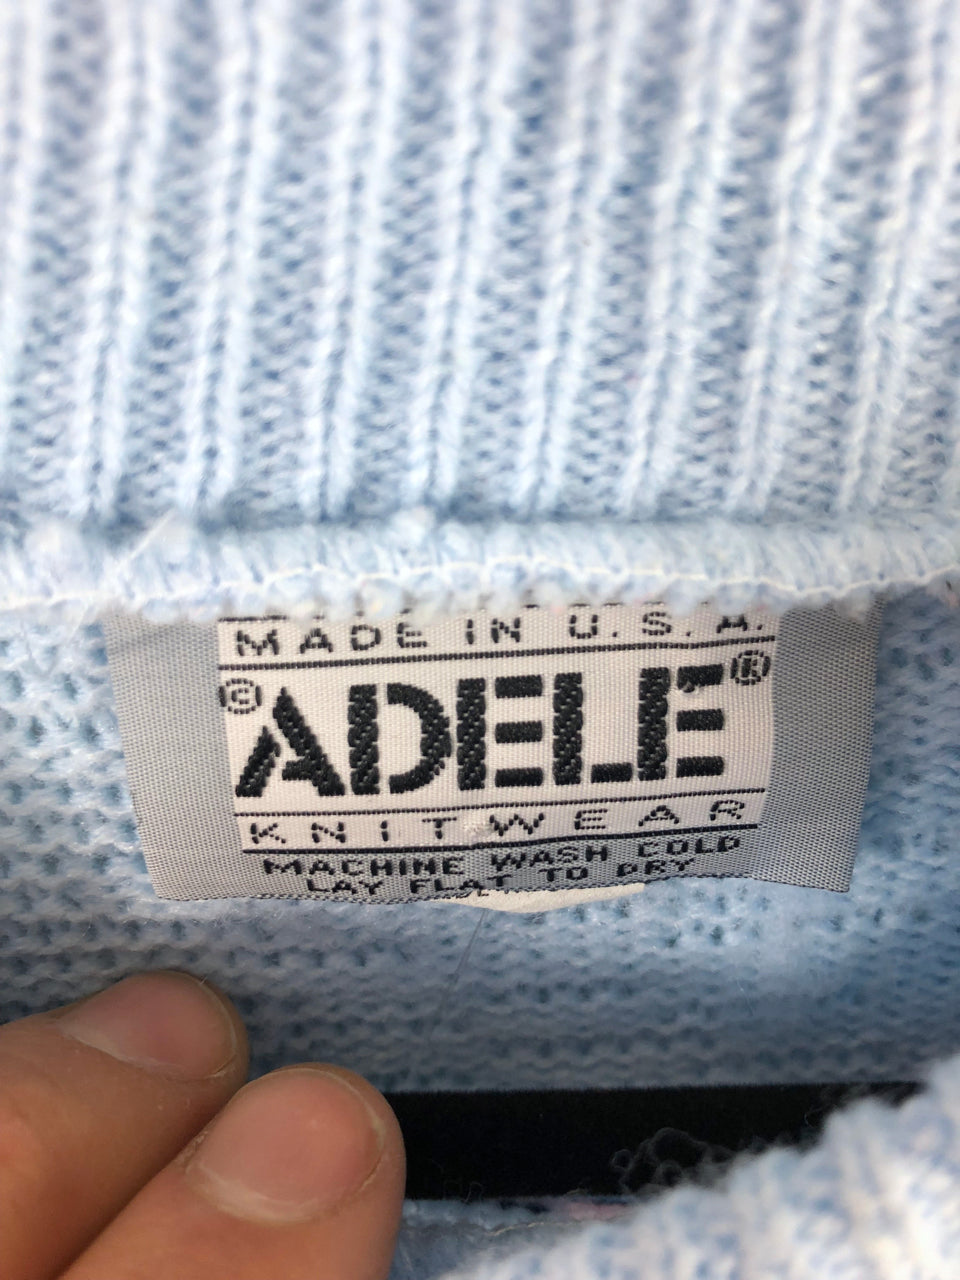 MADE IN U.S.A.
© ADELE ®
KNITWEAR
MACHINE WASH COLD
LAY FLAT TO DRY